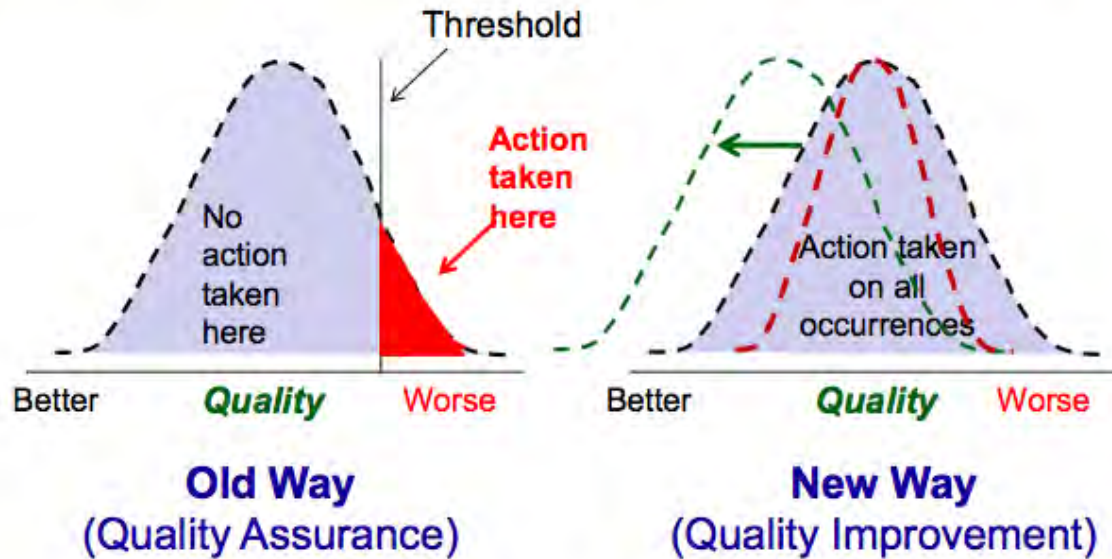 Threshold
Action
taken
here
No
action
taken
here
Better
Quality
Worse
Old Way
(Quality Assurance)
Action taken
on all
occurrences
Better
Quality
Worse
New Way
(Quality Improvement)